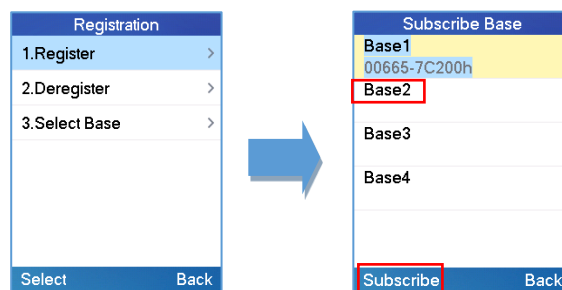 Registration
1.Register
2.Deregister
3.Select Base
Select Back
Subscribe Base
Base1
00665-7C200h
Base2
Base3
Base4
Subscribe Back